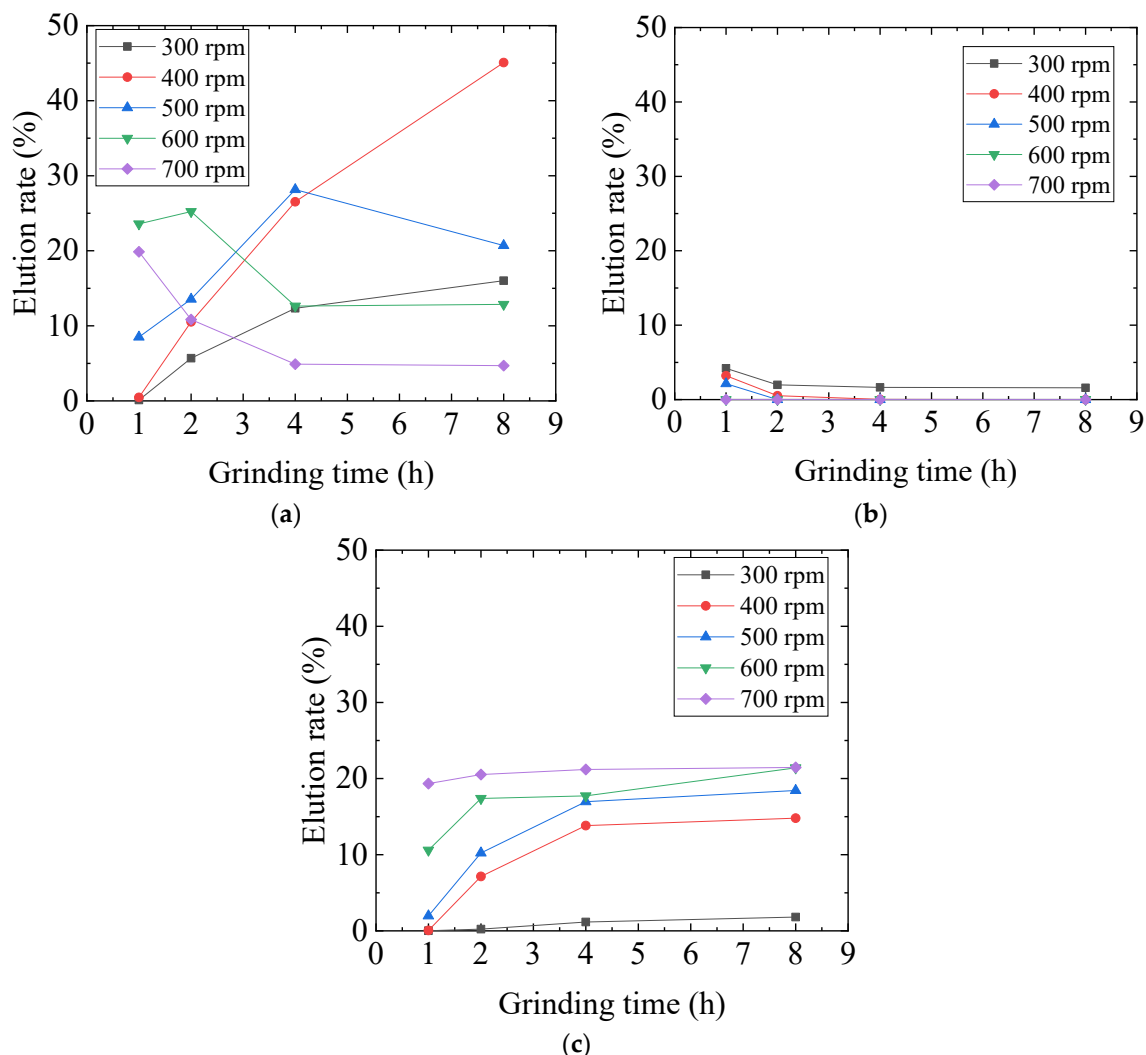 50
40
30
20
10
0
Elution rate (%)
300 rpm
400 rpm
500 rpm
600 rpm
700 rpm
0 1 2 3 4 5 6 7 8 9
Grinding time (h)
(a)
50
40
30
20
10
0
Elution rate (%)
300 rpm
400 rpm
500 rpm
600 rpm
700 rpm
0 1 2 3 4 5 6 7 8 9
Grinding time (h)
(b)
50
40
30
20
10
0
Elution rate (%)
300 rpm
400 rpm
500 rpm
600 rpm
700 rpm
0 1 2 3 4 5 6 7 8 9
Grinding time (h)
(c)